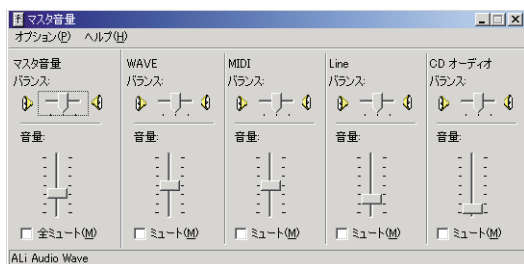 マスタ音量
オプション(P) ヘルプ(H)
マスタ音量 WAVE MIDI Line CD オーディオ
バランス: バランス: バランス: バランス: バランス:
音量: 音量: 音量: 音量: 音量:
全ミュート(M) ミュート(M) ミュート(M) ミュート(M) ミュート(M)
ALi Audio Wave